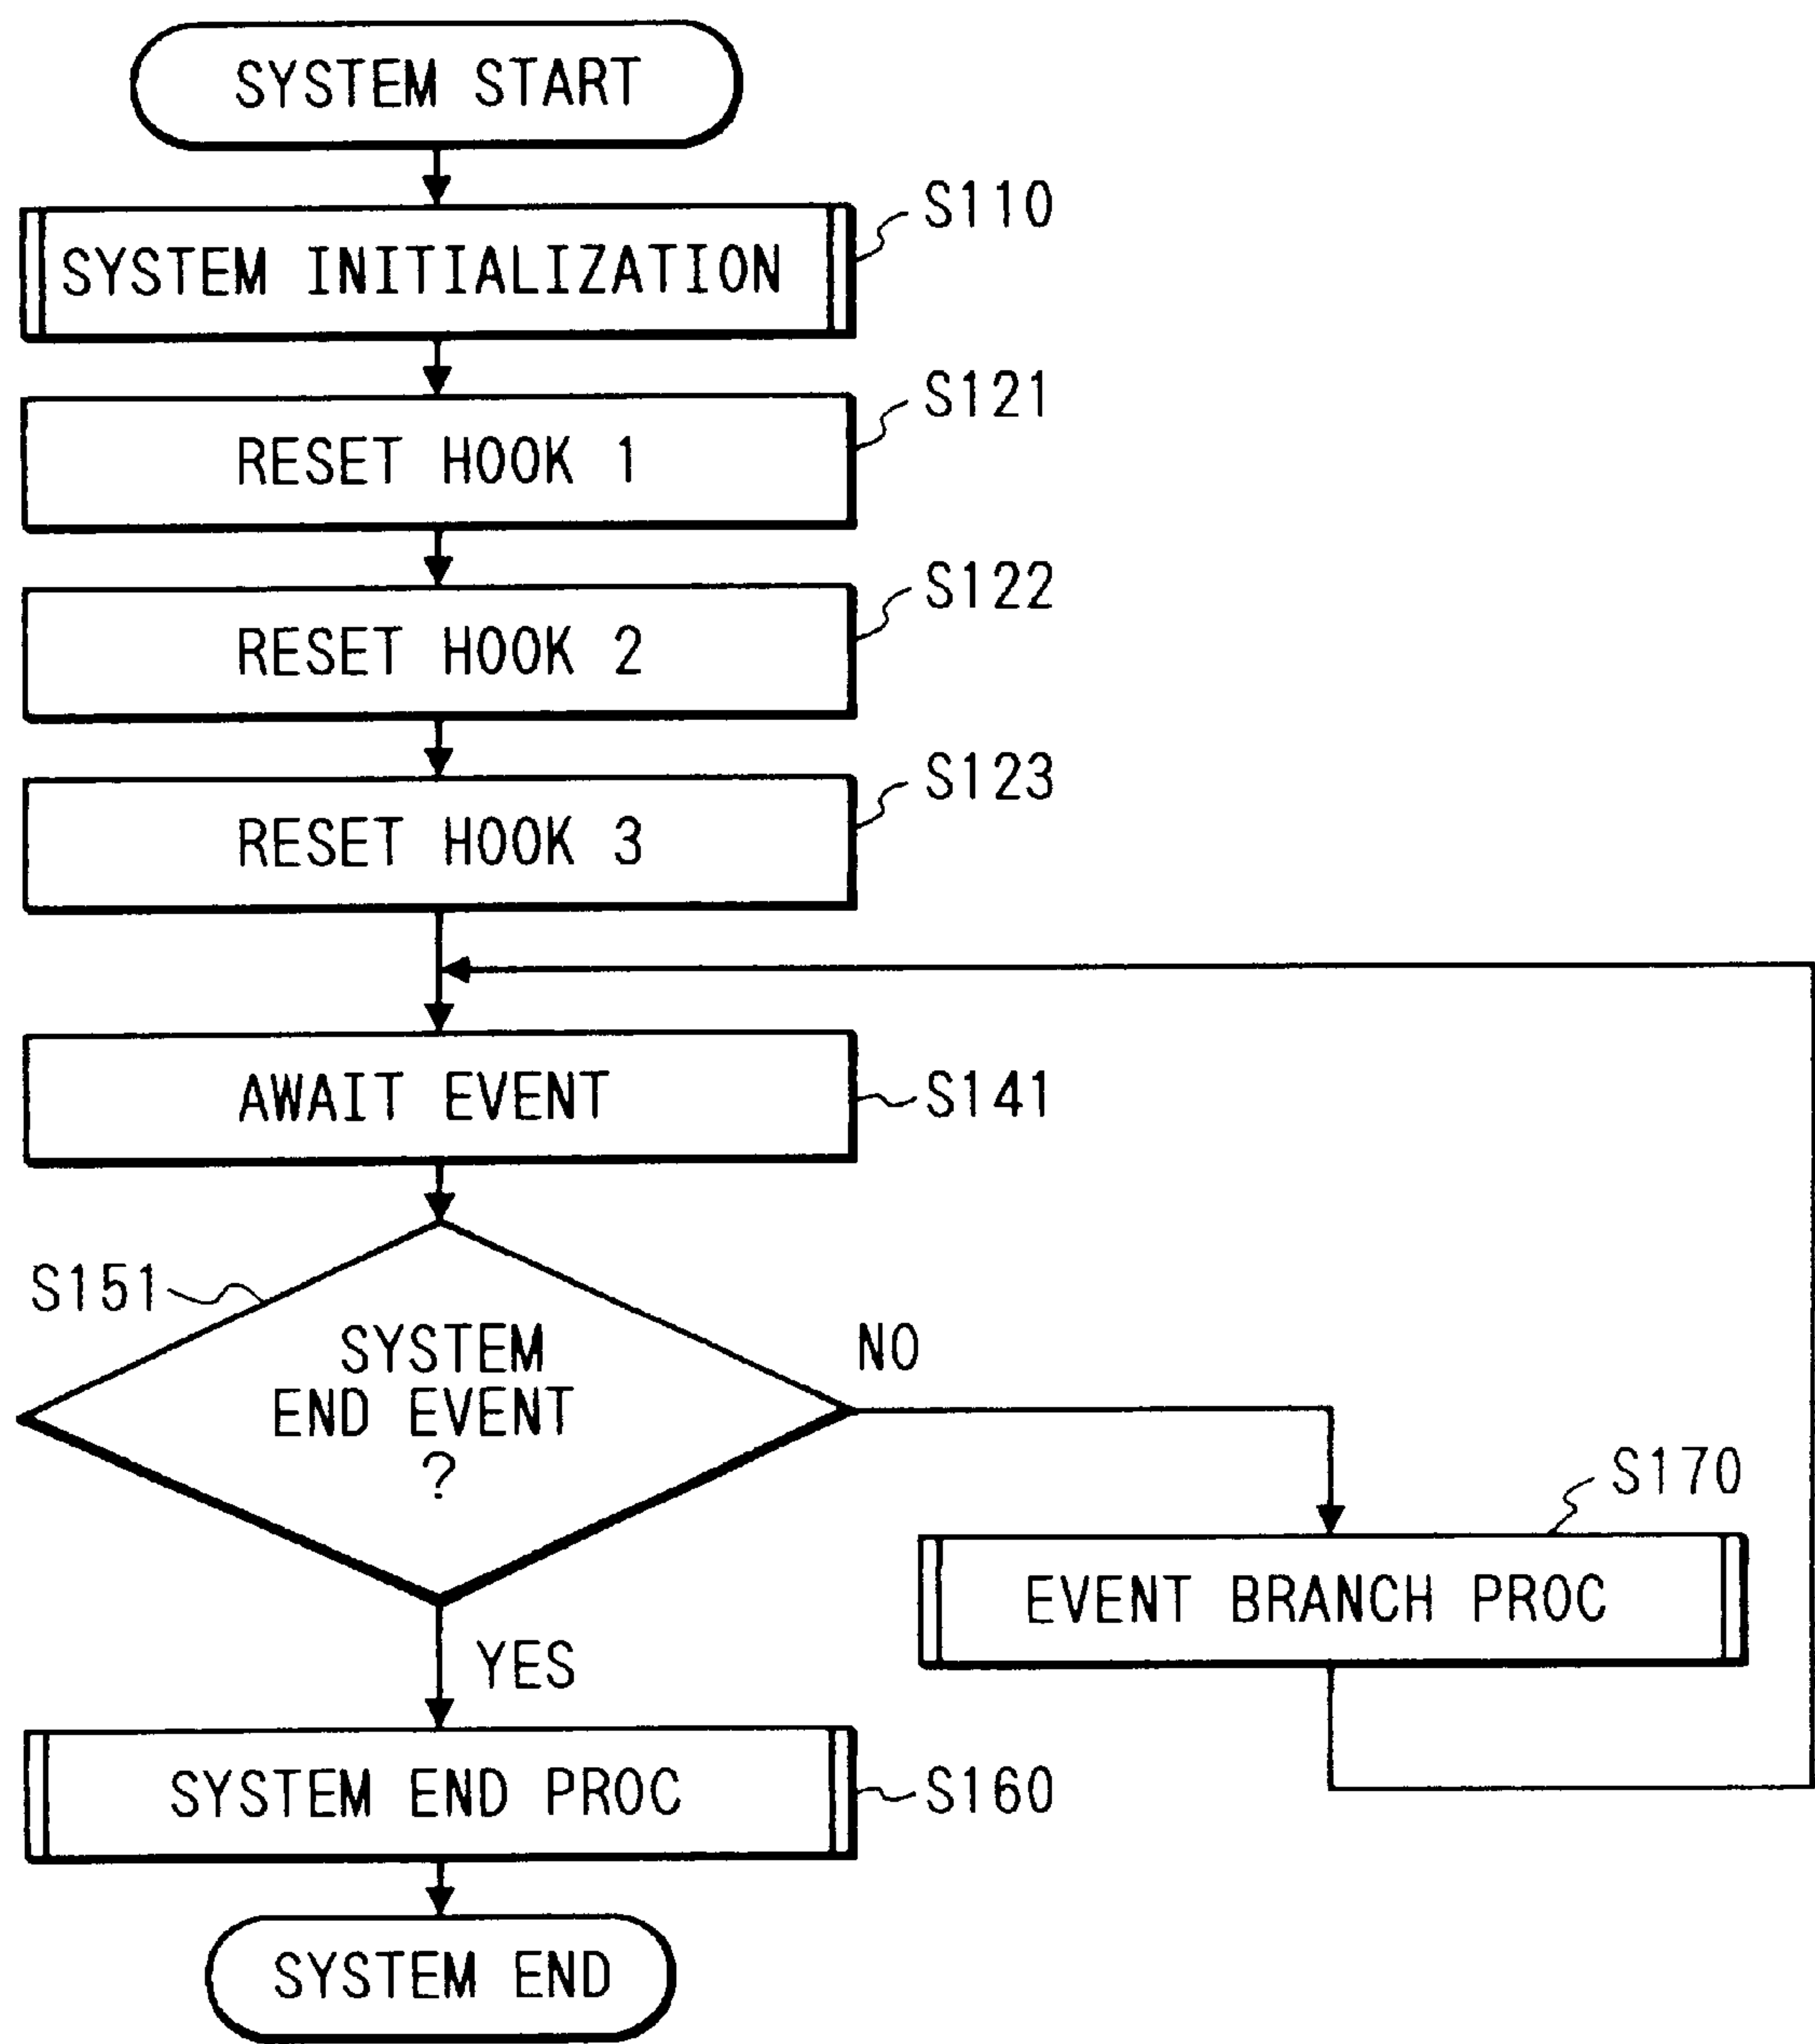 SYSTEM START
SYSTEM INITIALIZATION
S110
RESET HOOK 1
S121
RESET HOOK 2
S122
RESET HOOK 3
S123
AWAIT EVENT
S141
S151
SYSTEM
END EVENT
?
NO
YES
S170
EVENT BRANCH PROC
SYSTEM END PROC
S160
SYSTEM END